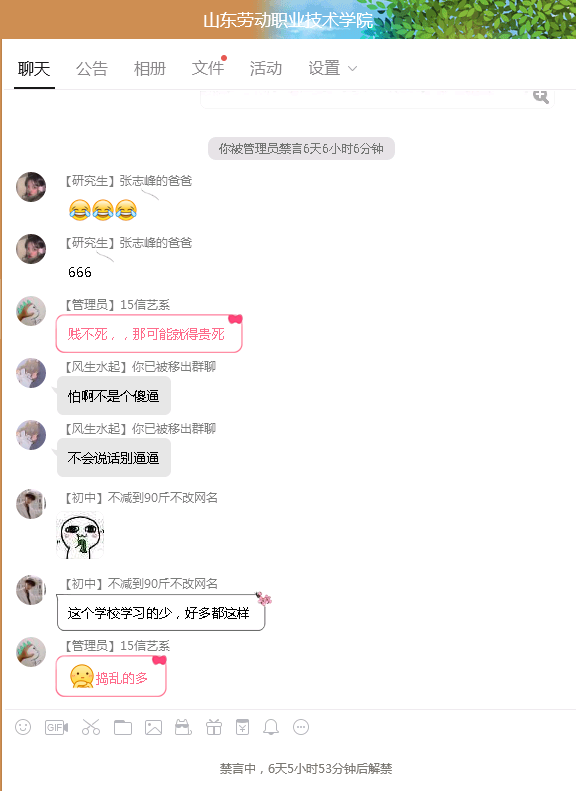 山东劳动职业技术学院
聊天 公告 相册 文件 活动 设置
你被管理员禁言6天6小时6分钟
【研究生】张志峰的爸爸
😂😂😂
【研究生】张志峰的爸爸
666
【管理员】15信艺系
贱不死，，那可能就得贵死
【风生水起】你已被移出群聊
怕啊不是个傻逼
【风生水起】你已被移出群聊
不会说话别逼逼
【初中】不减到90斤不改网名
【初中】不减到90斤不改网名
这个学校学习的少，好多都这样
【管理员】15信艺系
🤔捣乱的多
GIF
禁言中，6天5小时53分钟后解禁